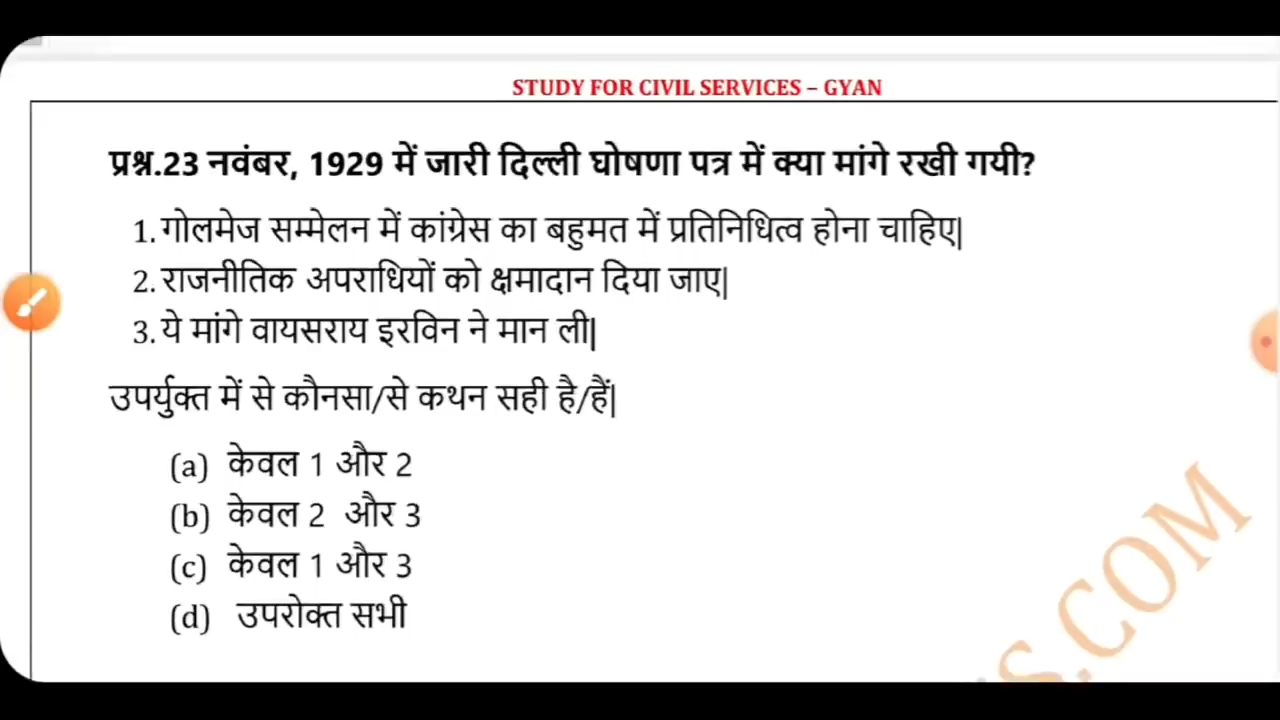 STUDY FOR CIVIL SERVICES – GYAN
प्रश्न.23 नवंबर, 1929 में जारी दिल्ली घोषणा पत्र में क्या मांगे रखी गयी?
1. गोलमेज सम्मेलन में कांग्रेस का बहुमत में प्रतिनिधित्व होना चाहिए|
2. राजनीतिक अपराधियों को क्षमादान दिया जाए|
3. ये मांगे वायसराय इरविन ने मान ली|
उपर्युक्त में से कौनसा/से कथन सही है/हैं|
(a) केवल 1 और 2
(b) केवल 2 और 3
(c) केवल 1 और 3
(d) उपरोक्त सभी
S.COM